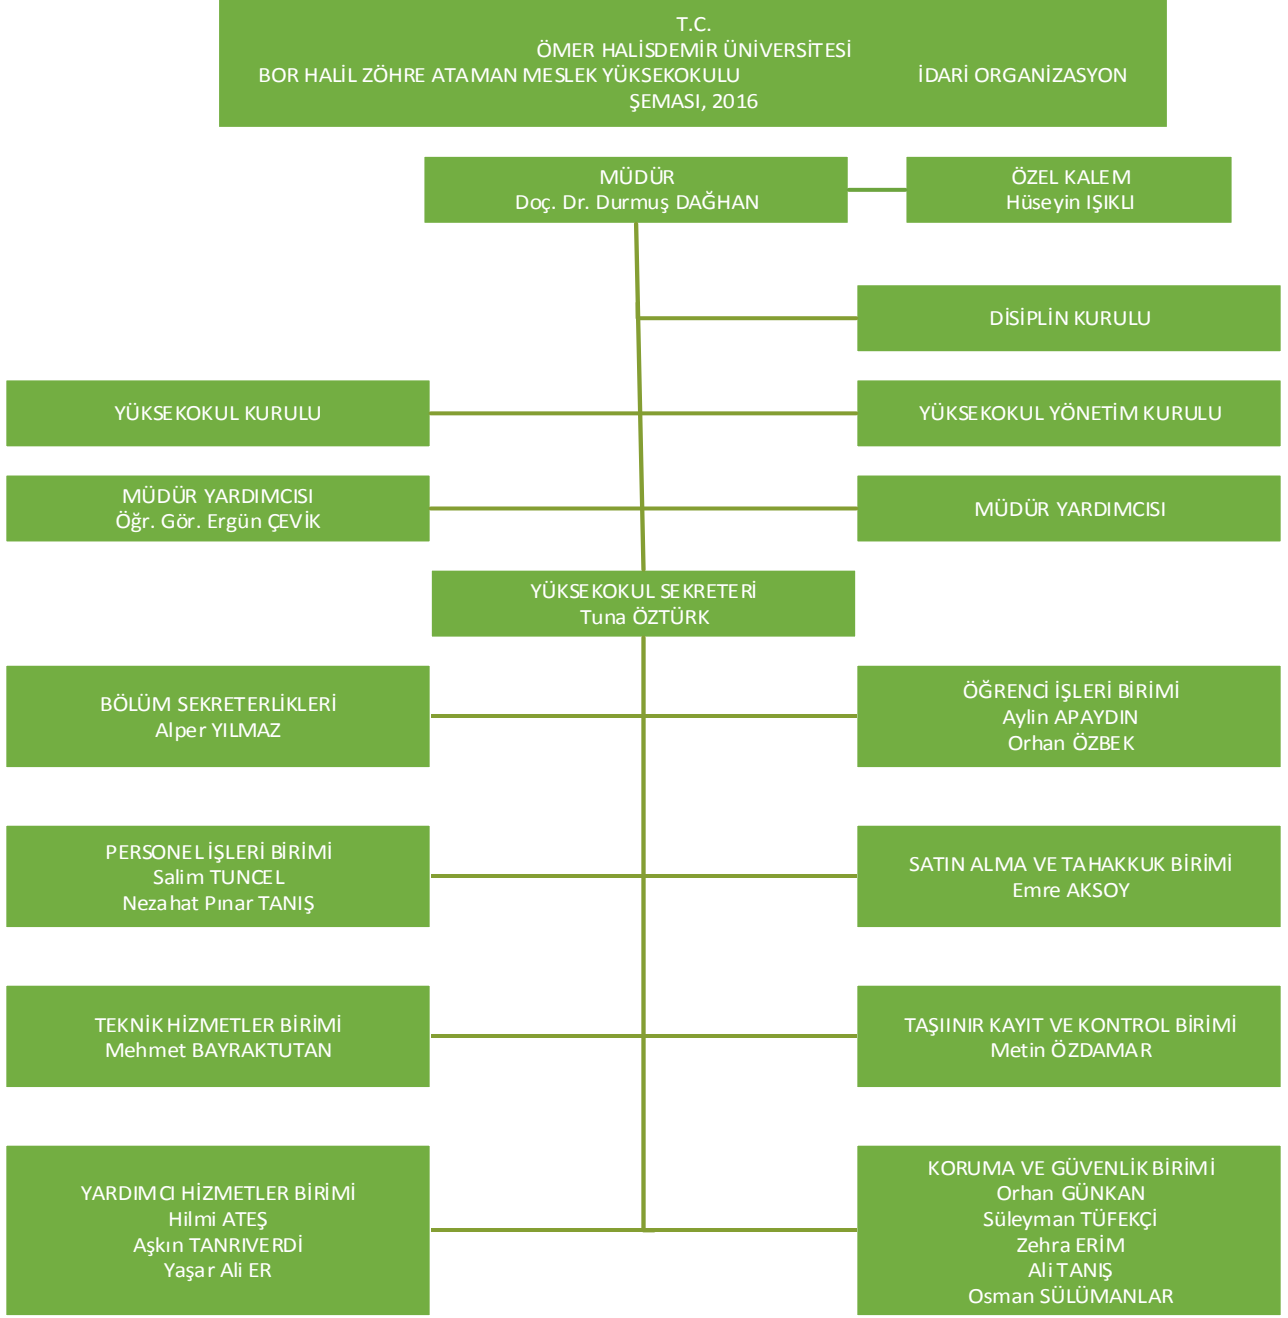 T.C.
ÖMER HALİSDEMİR ÜNİVERSİTESİ
BOR HALİL ZÖHRE ATAMAN MESLEK YÜKSEKOKULU İDARİ ORGANİZASYON
ŞEMASI, 2016
MÜDÜR
Doç. Dr. Durmuş DAĞHAN
ÖZEL KALEM
Hüseyin IŞIKLI
DİSİPLİN KURULU
YÜKSEKOKUL KURULU
YÜKSEKOKUL YÖNETİM KURULU
MÜDÜR YARDIMCISI
Öğr. Gör. Ergün ÇEVİK
MÜDÜR YARDIMCISI
YÜKSEKOKUL SEKRETERİ
Tuna ÖZTÜRK
BÖLÜM SEKRETERLİKLERİ
Alper YILMAZ
ÖĞRENCİ İŞLERİ BİRİMİ
Aylin APAYDIN
Orhan ÖZBEK
PERSONEL İŞLERİ BİRİMİ
Salim TUNCEL
Nezahat Pınar TANIŞ
SATIN ALMA VE TAHAKKUK BİRİMİ
Emre AKSOY
TEKNİK HİZMETLER BİRİMİ
Mehmet BAYRAKTUTAN
TAŞIINIR KAYIT VE KONTROL BİRİMİ
Metin ÖZDAMAR
YARDIMCI HİZMETLER BİRİMİ
Hilmi ATEŞ
Aşkın TANRIVERDİ
Yaşar Ali ER
KORUMA VE GÜVENLİK BİRİMİ
Orhan GÜNKAN
Süleyman TÜFEKÇİ
Zehra ERİM
Ali TANIŞ
Osman SÜLÜMANLAR